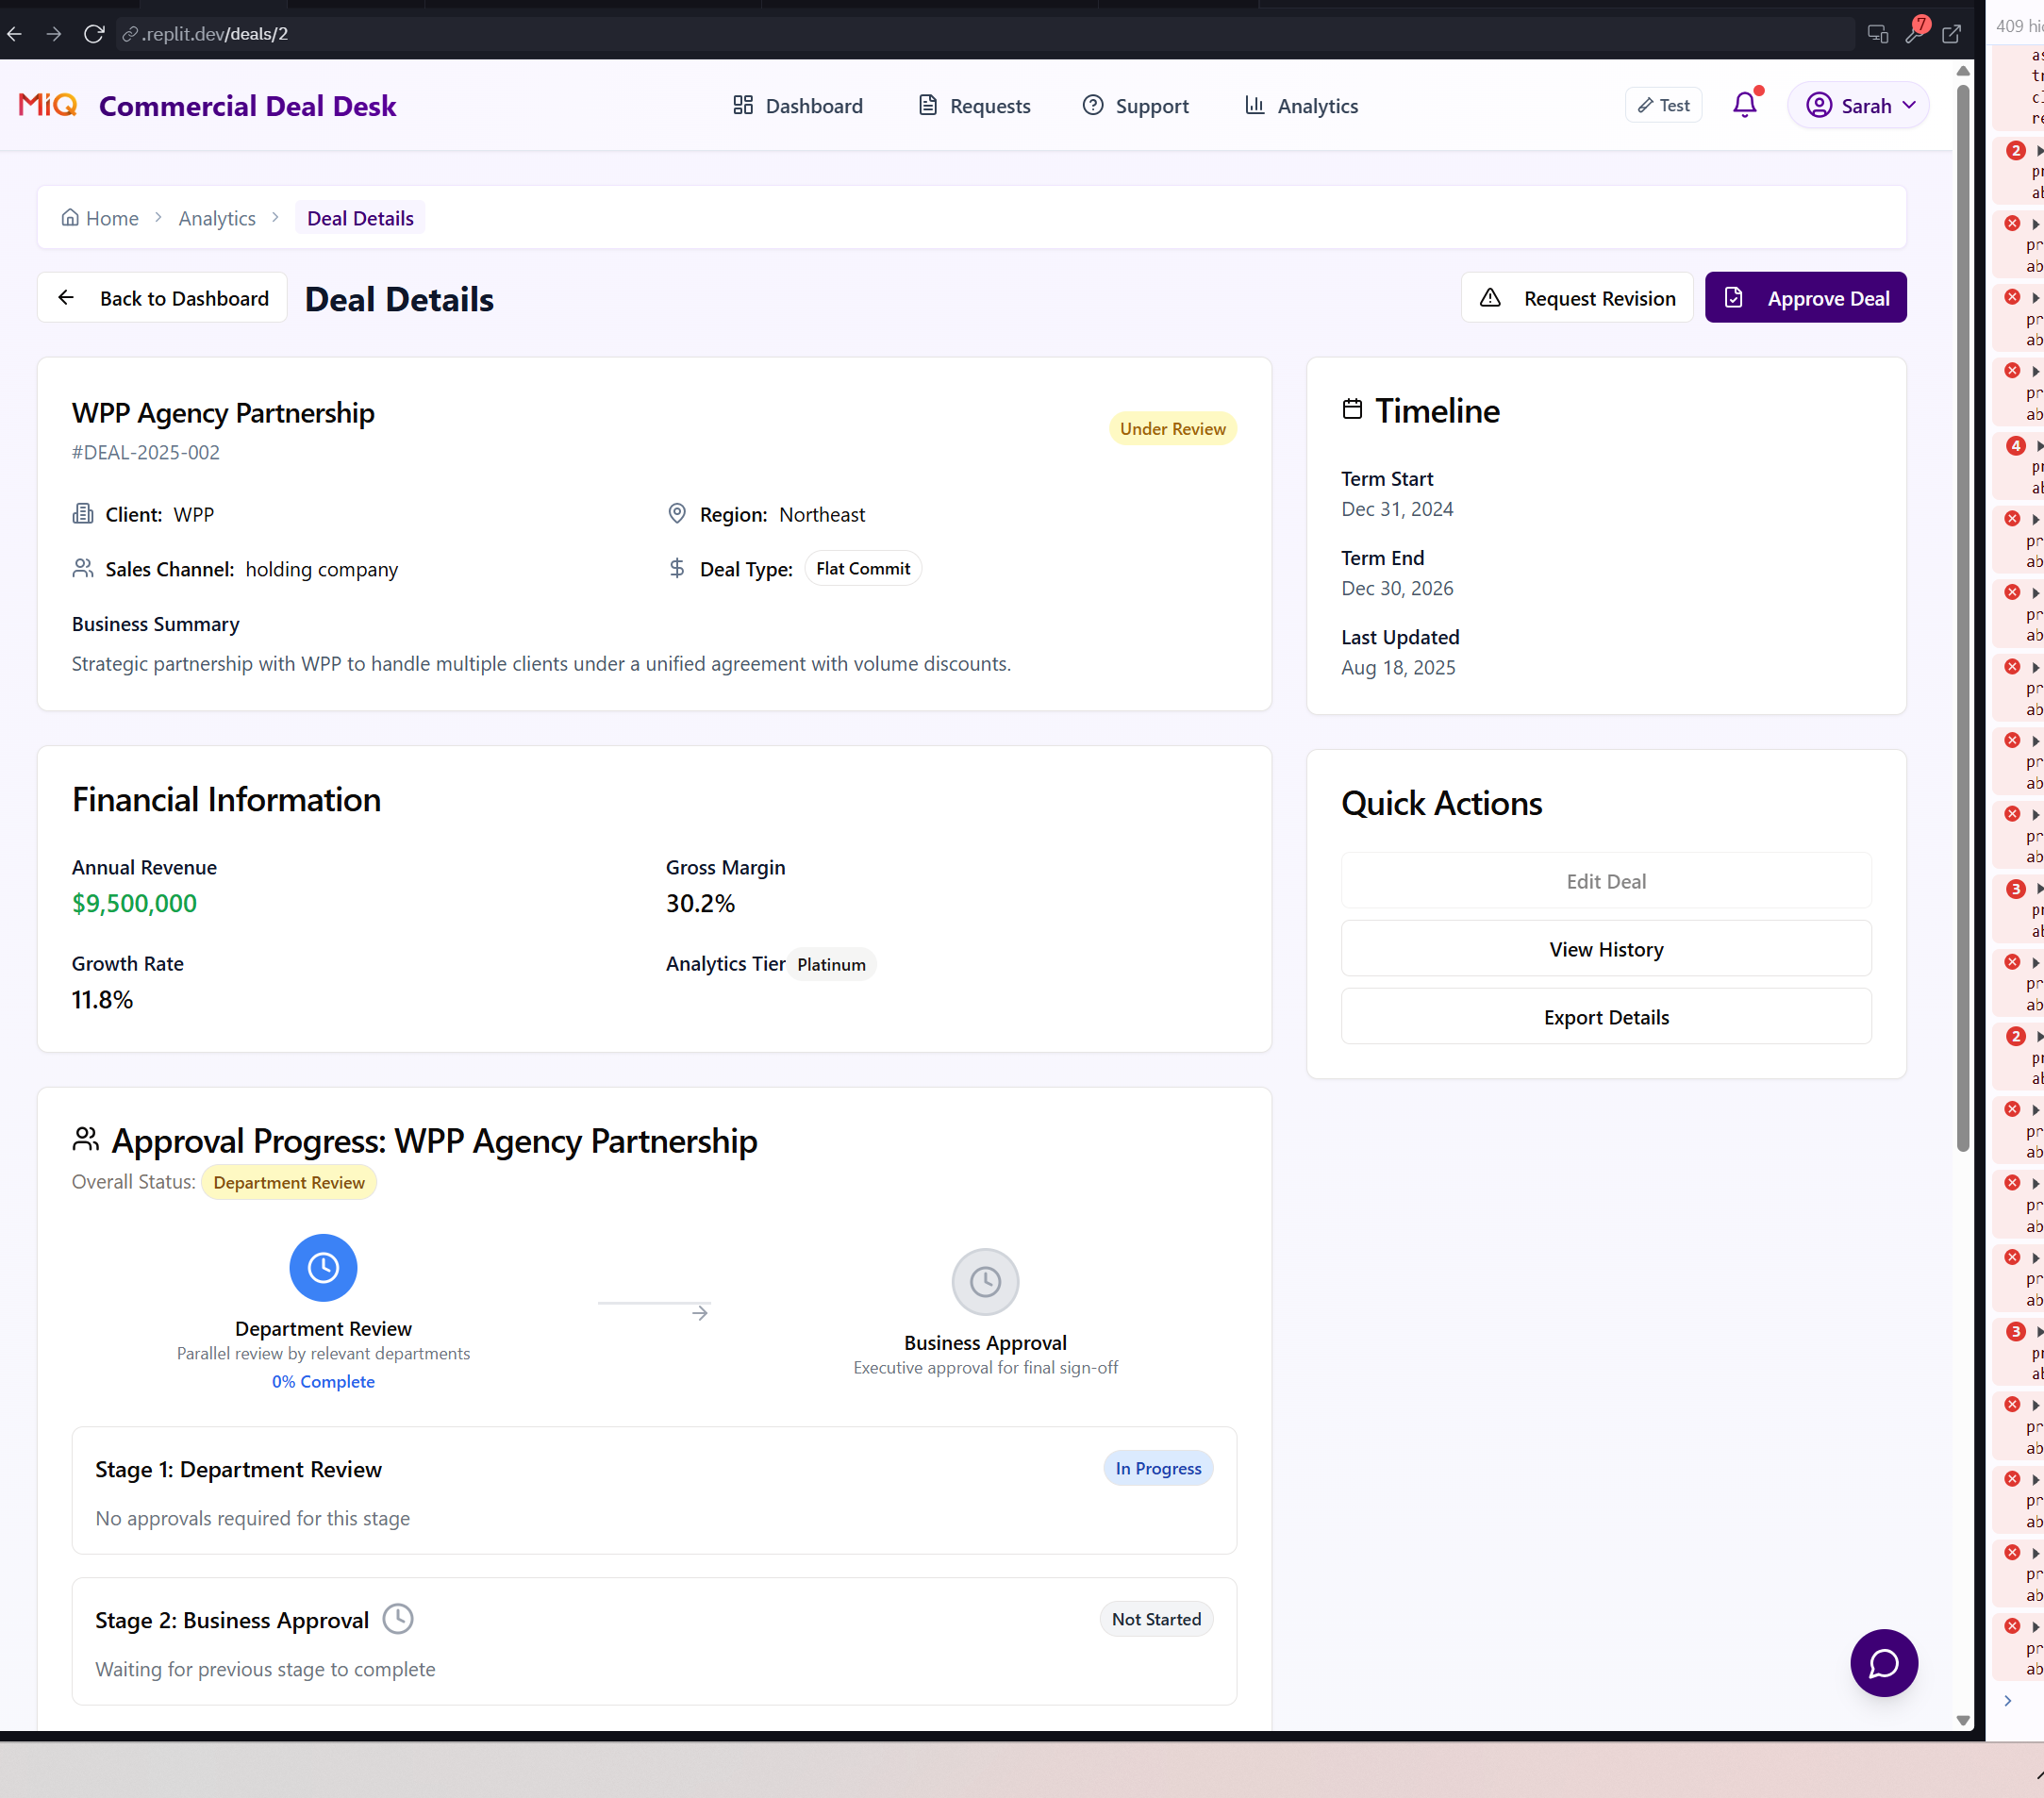 .replit.dev/deals/2
7
409
MiQ Commercial Deal Desk
Dashboard
Requests
Support
Analytics
Test
Sarah
Home
Analytics
Deal Details
Back to Dashboard
Deal Details
Request Revision
Approve Deal
WPP Agency Partnership
#DEAL-2025-002
Under Review
Client: WPP
Region: Northeast
Sales Channel: holding company
Deal Type: Flat Commit
Business Summary
Strategic partnership with WPP to handle multiple clients under a unified agreement with volume discounts.
Timeline
Term Start
Dec 31, 2024
Term End
Dec 30, 2026
Last Updated
Aug 18, 2025
Financial Information
Annual Revenue
$9,500,000
Gross Margin
30.2%
Growth Rate
11.8%
Analytics Tier Platinum
Quick Actions
Edit Deal
View History
Export Details
Approval Progress: WPP Agency Partnership
Overall Status: Department Review
Department Review
Parallel review by relevant departments
0% Complete
Business Approval
Executive approval for final sign-off
Stage 1: Department Review
In Progress
No approvals required for this stage
Stage 2: Business Approval
Not Started
Waiting for previous stage to complete
2
4
3
2
3